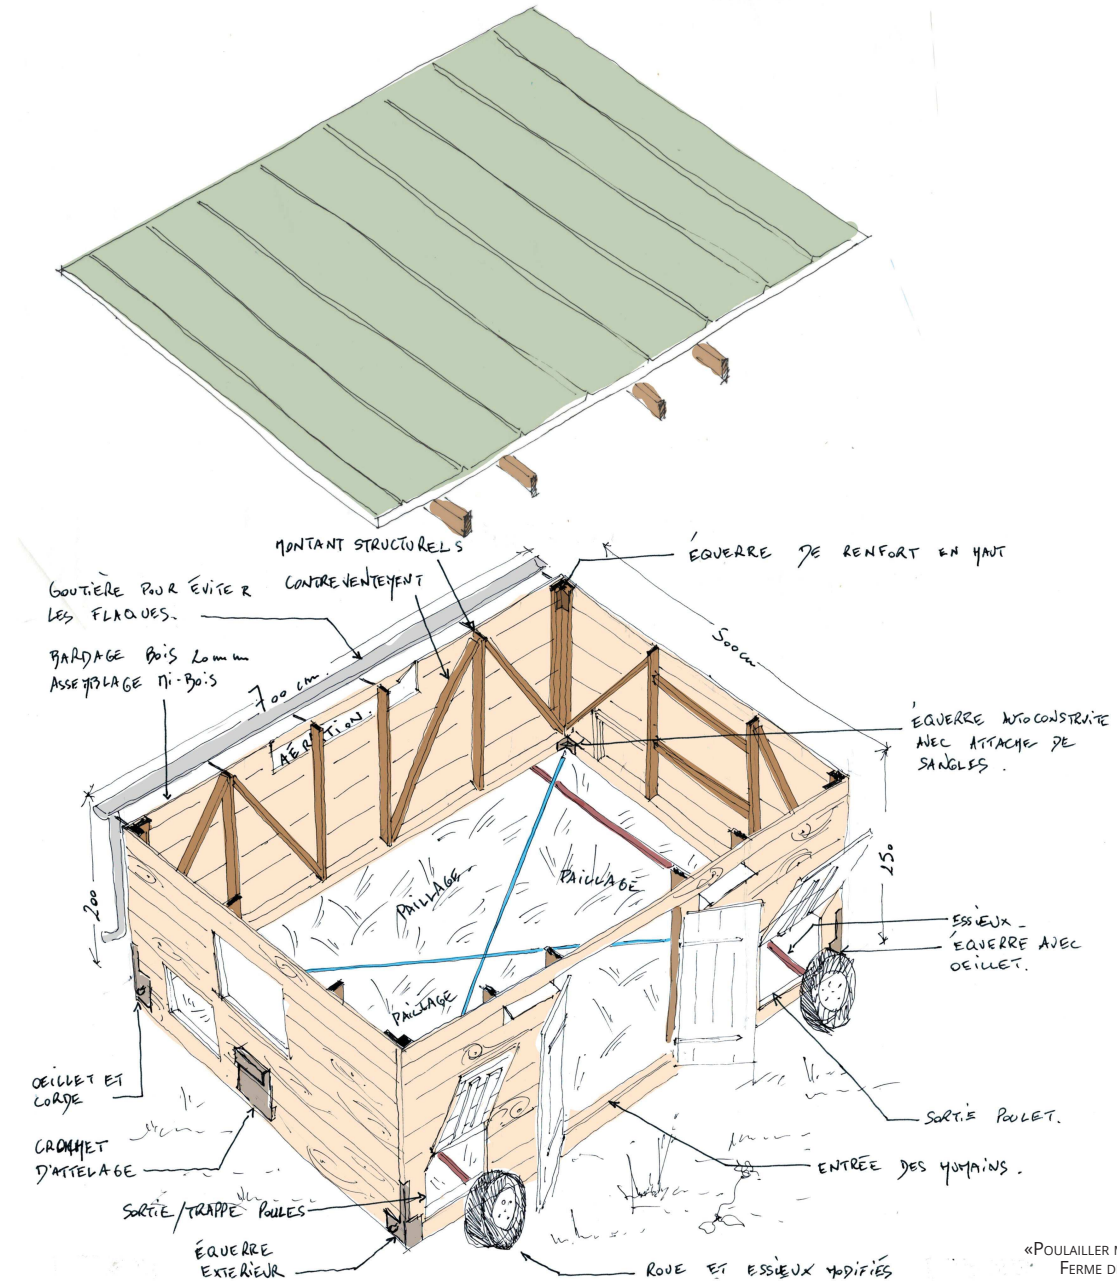 MONTANT STRUCTURELS
CONTREVENTEMENT
ÉQUERRE DE RENFORT EN HAUT
GOUTIÈRE POUR ÉVITER
LES FLAQUES.
BARDAGE BOIS 20mm
ASSEMBLAGE MI-BOIS
500cm
700 cm.
AÉRATION.
ÉQUERRE AUTOCONSTRUITE
AVEC ATTACHE DE
SANGLES.
200
250
PAILLAGE
PAILLAGE
PAILLAGE
ESSIEUX
ÉQUERRE AVEC
OEILLET.
OEILLET ET
CORDE
CROCHET
D'ATTELAGE
SORTIE POULET.
ENTRÉE DES HUMAINS.
SORTIE/TRAPPE POULES
ÉQUERRE
EXTERIEUR
ROUE ET ESSIEUX MODIFIÉS
«POULAILLER
FERME D